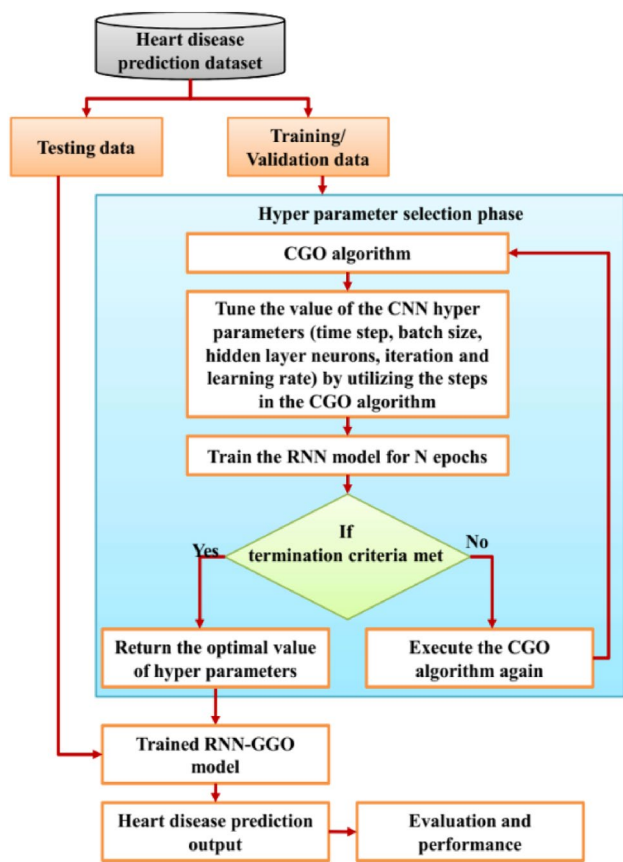 Heart disease
prediction dataset
Testing data
Training/
Validation data
Hyper parameter selection phase
CGO algorithm
Tune the value of the CNN hyper
parameters (time step, batch size,
hidden layer neurons, iteration and
learning rate) by utilizing the steps
in the CGO algorithm
Train the RNN model for N epochs
If
termination criteria met
Yes
No
Return the optimal value
of hyper parameters
Execute the CGO
algorithm again
Trained RNN-GGO
model
Heart disease prediction
output
Evaluation and
performance